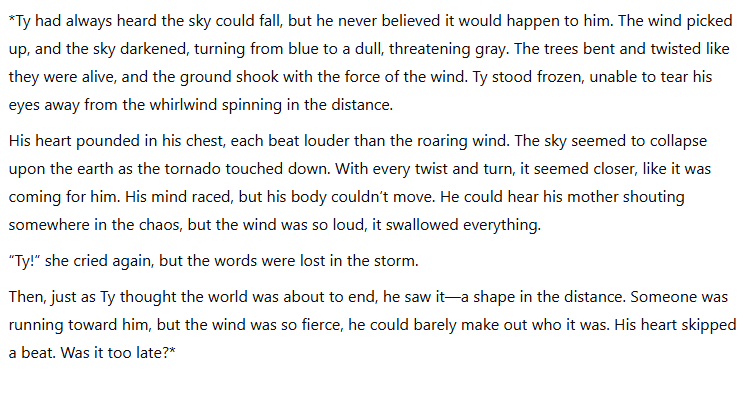 *Ty had always heard the sky could fall, but he never believed it would happen to him. The wind picked
up, and the sky darkened, turning from blue to a dull, threatening gray. The trees bent and twisted like
they were alive, and the ground shook with the force of the wind. Ty stood frozen, unable to tear his
eyes away from the whirlwind spinning in the distance.
His heart pounded in his chest, each beat louder than the roaring wind. The sky seemed to collapse
upon the earth as the tornado touched down. With every twist and turn, it seemed closer, like it was
coming for him. His mind raced, but his body couldn't move. He could hear his mother shouting
somewhere in the chaos, but the wind was so loud, it swallowed everything.
“Ty!” she cried again, but the words were lost in the storm.
Then, just as Ty thought the world was about to end, he saw it—a shape in the distance. Someone was
running toward him, but the wind was so fierce, he could barely make out who it was. His heart skipped
a beat. Was it too late?*